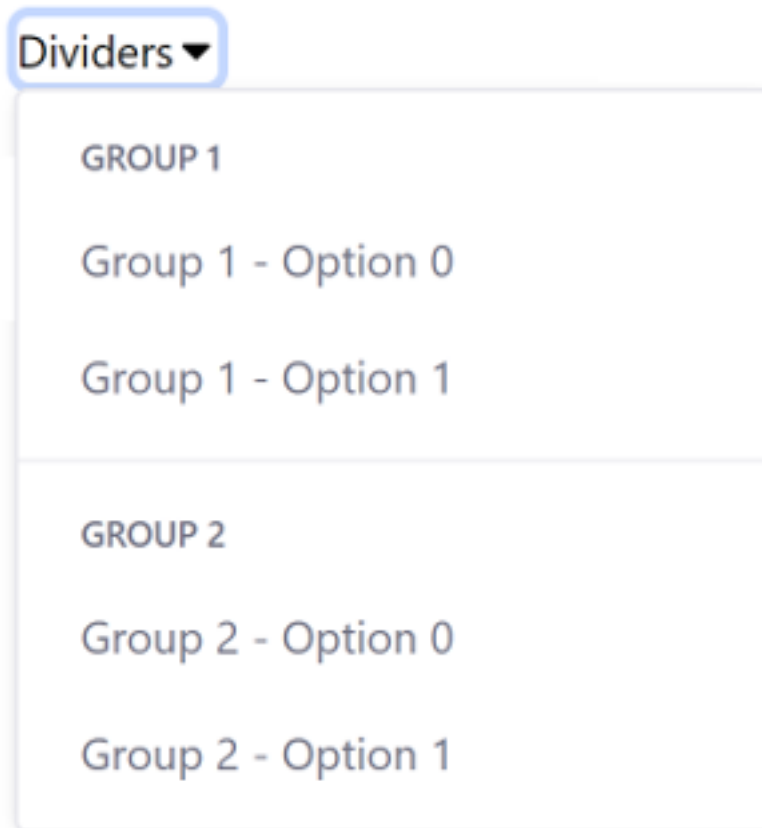 Dividers
GROUP 1
Group 1 - Option 0
Group 1 - Option 1
GROUP 2
Group 2 - Option 0
Group 2 - Option 1